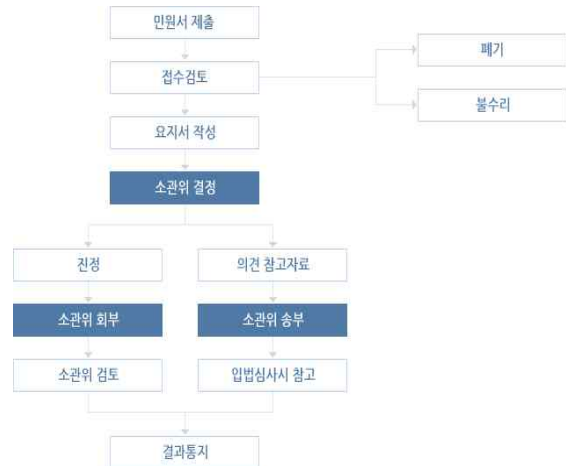 민원서 제출
폐기
접수검토
불수리
요지서 작성
소관위 결정
진정
의견 참고자료
소관위 회부
소관위 송부
소관위 검토
입법심사시 참고
결과통지